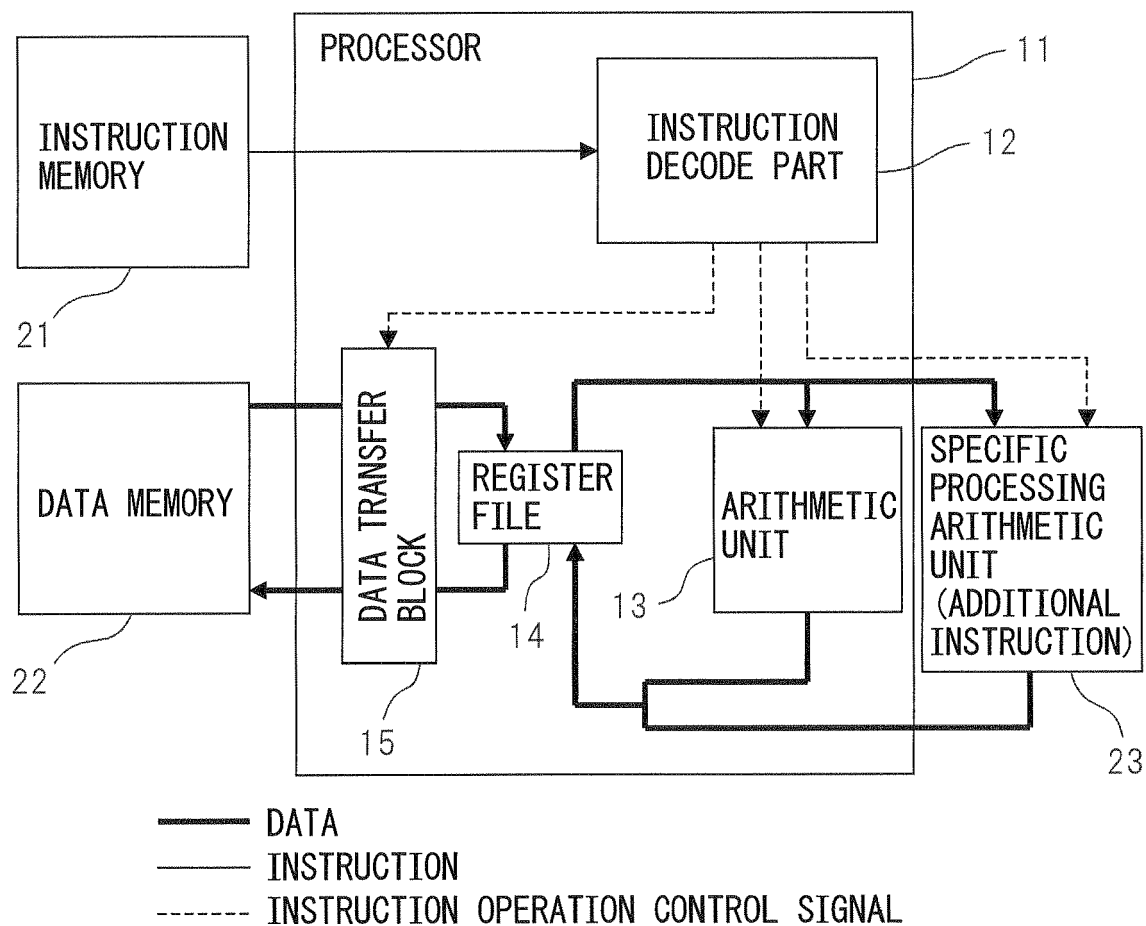 PROCESSOR
11
INSTRUCTION
MEMORY
INSTRUCTION
DECODE PART
12
21
DATA MEMORY
DATA TRANSFER
BLOCK
REGISTER
FILE
ARITHMETIC
UNIT
SPECIFIC
PROCESSING
ARITHMETIC
UNIT
(ADDITIONAL
INSTRUCTION)
13
14
22
15
23
DATA
INSTRUCTION
INSTRUCTION OPERATION CONTROL SIGNAL